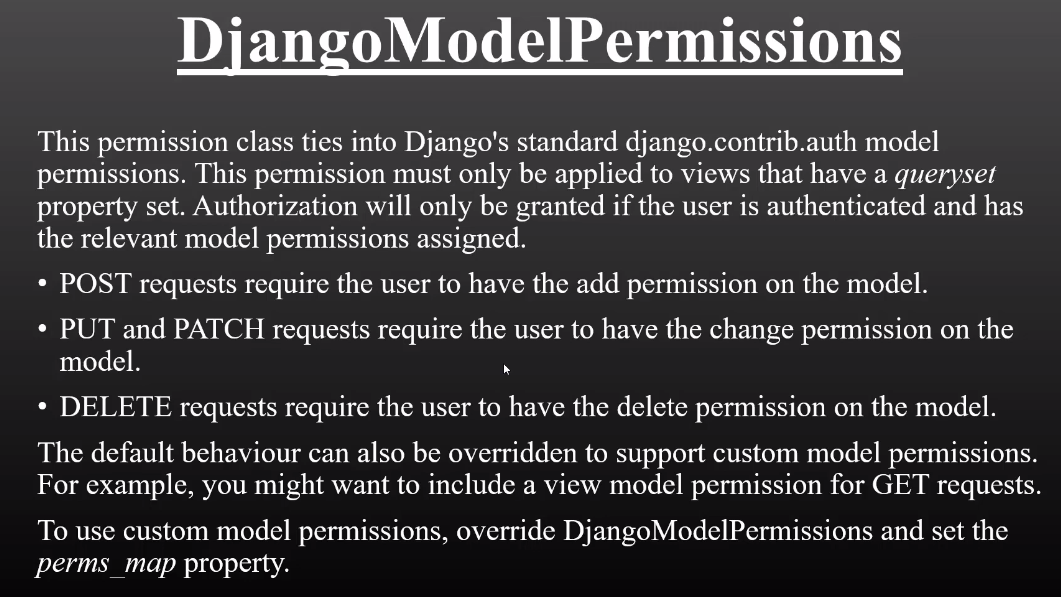 DjangoModelPermissions
This permission class ties into Django's standard django.contrib.auth model
permissions. This permission must only be applied to views that have a queryset
property set. Authorization will only be granted if the user is authenticated and has
the relevant model permissions assigned.
• POST requests require the user to have the add permission on the model.
• PUT and PATCH requests require the user to have the change permission on the
model.
• DELETE requests require the user to have the delete permission on the model.
The default behaviour can also be overridden to support custom model permissions.
For example, you might want to include a view model permission for GET requests.
To use custom model permissions, override DjangoModelPermissions and set the
perms_map property.